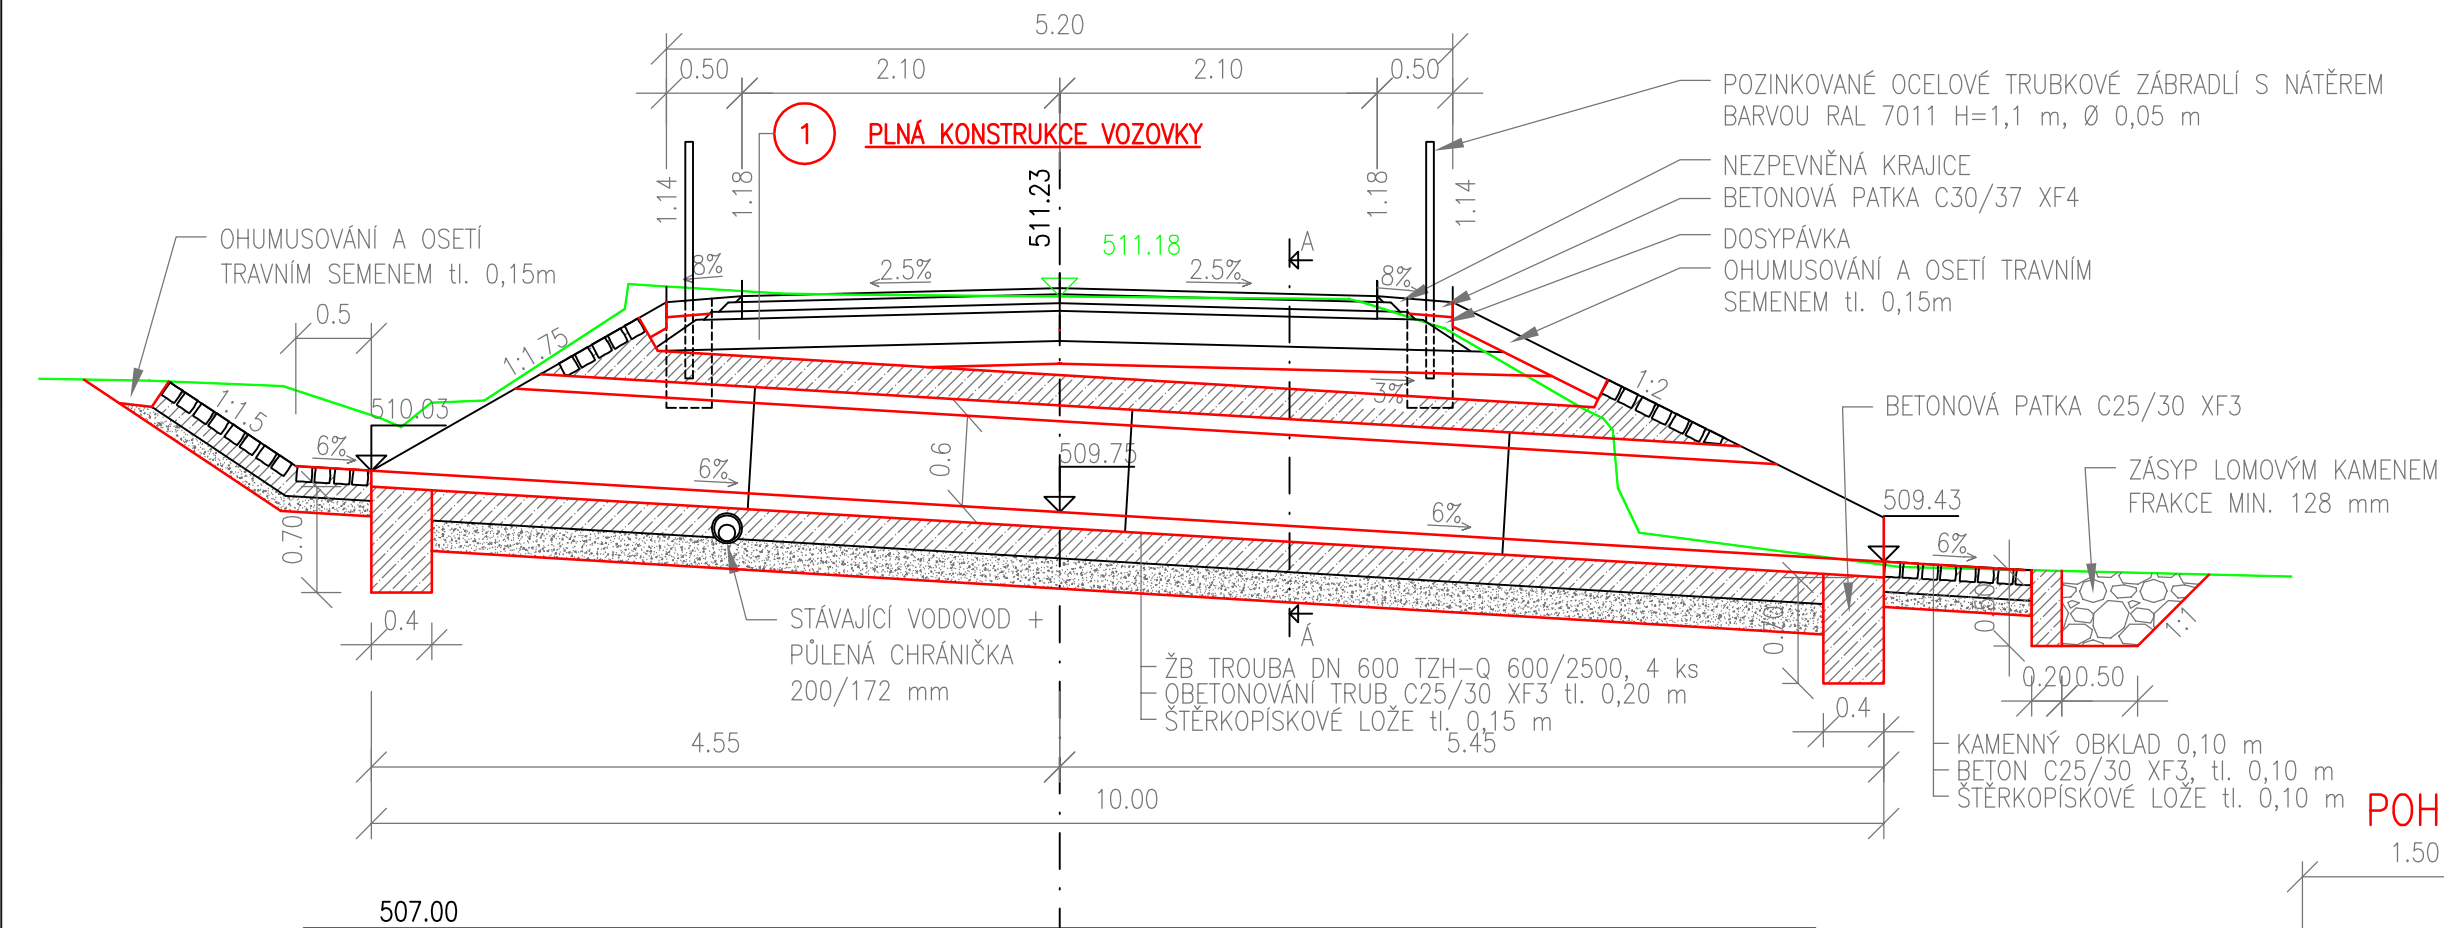 5.20
0.50
2.10
2.10
0.50
1
PLNÁ KONSTRUKCE VOZOVKY
POZINKOVANÉ OCELOVÉ TRUBKOVÉ ZÁBRADLÍ S NÁTĚREM
BARVOU RAL 7011 H=1,1 m, Ø 0,05 m
NEZPEVNĚNÁ KRAJICE
BETONOVÁ PATKA C30/37 XF4
DOSYPÁVKA
OHUMUSOVÁNÍ A OSETÍ TRAVNÍM
SEMENEM tl. 0,15m
1.14
1.18
511.23
511.18
1.18
1.14
OHUMUSOVÁNÍ A OSETÍ
TRAVNÍM SEMENEM tl. 0,15m
8%
2.5%
2.5%
8%
A
0.5
1:1.75
1:2
3%
510.03
1:1.5
6%
0.6
509.75
6%
6%
BETONOVÁ PATKA C25/30 XF3
ZÁSYP LOMOVÝM KAMENEM
FRAKCE MIN. 128 mm
509.43
6%
0.70
0.70
0.60
1:1
0.4
STÁVAJÍCÍ VODOVOD +
PŮLENÁ CHRÁNIČKA
200/172 mm
Á
ŽB TROUBA DN 600 TZH-Q 600/2500, 4 ks
OBETONOVÁNÍ TRUB C25/30 XF3 tl. 0,20 m
ŠTĚRKOPÍSKOVÉ LOŽE tl. 0,15 m
0.20
0.50
0.4
4.55
5.45
KAMENNÝ OBKLAD 0,10 m
BETON C25/30 XF3, tl. 0,10 m
ŠTĚRKOPÍSKOVÉ LOŽE tl. 0,10 m
10.00
POH
1.50
507.00